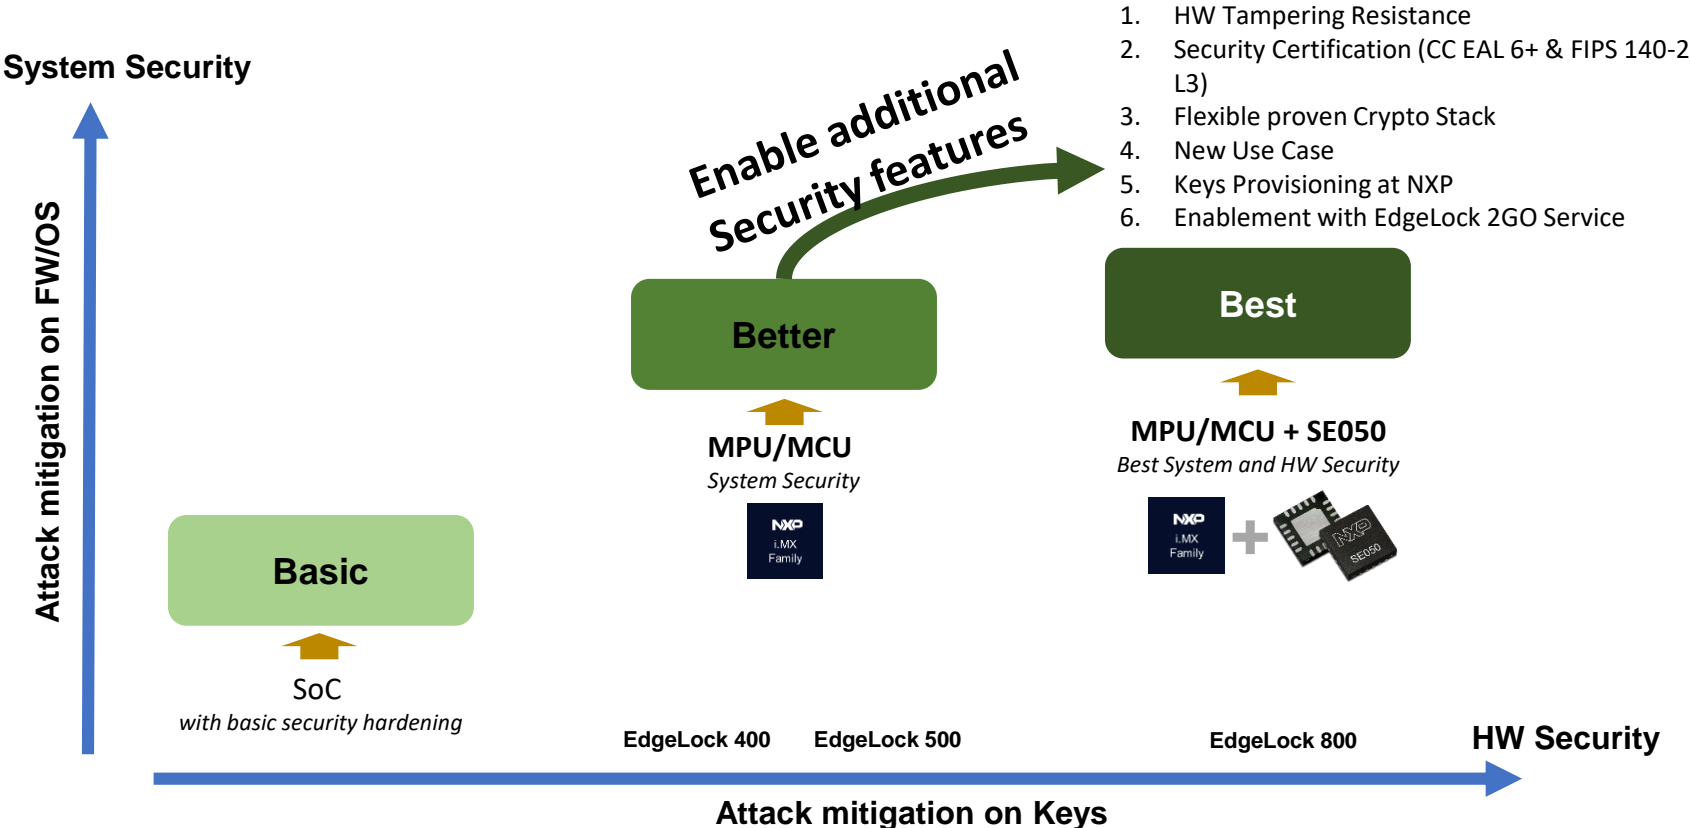 1. HW Tampering Resistance
2. Security Certification (CC EAL 6+ & FIPS 140-2
L3)
3. Flexible proven Crypto Stack
4. New Use Case
5. Keys Provisioning at NXP
6. Enablement with EdgeLock 2GO Service
System Security
Attack mitigation on FW/OS
Enable additional
Security features
Better
Best
MPU/MCU
System Security
NXP
i.MX
Family
MPU/MCU + SE050
Best System and HW Security
NXP
i.MX
Family
+
NXP
SE050
Basic
SoC
with basic security hardening
EdgeLock 400
EdgeLock 500
EdgeLock 800
HW Security
Attack mitigation on Keys